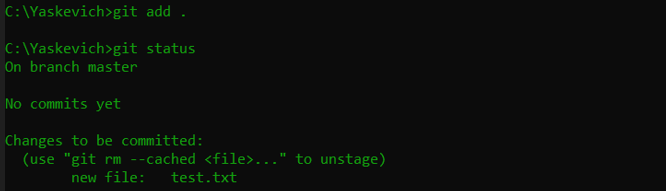 C:\Yaskevich>git add .
C:\Yaskevich>git status
On branch master
No commits yet
Changes to be committed:
  (use "git rm --cached <file>..." to unstage)
        new file:   test.txt